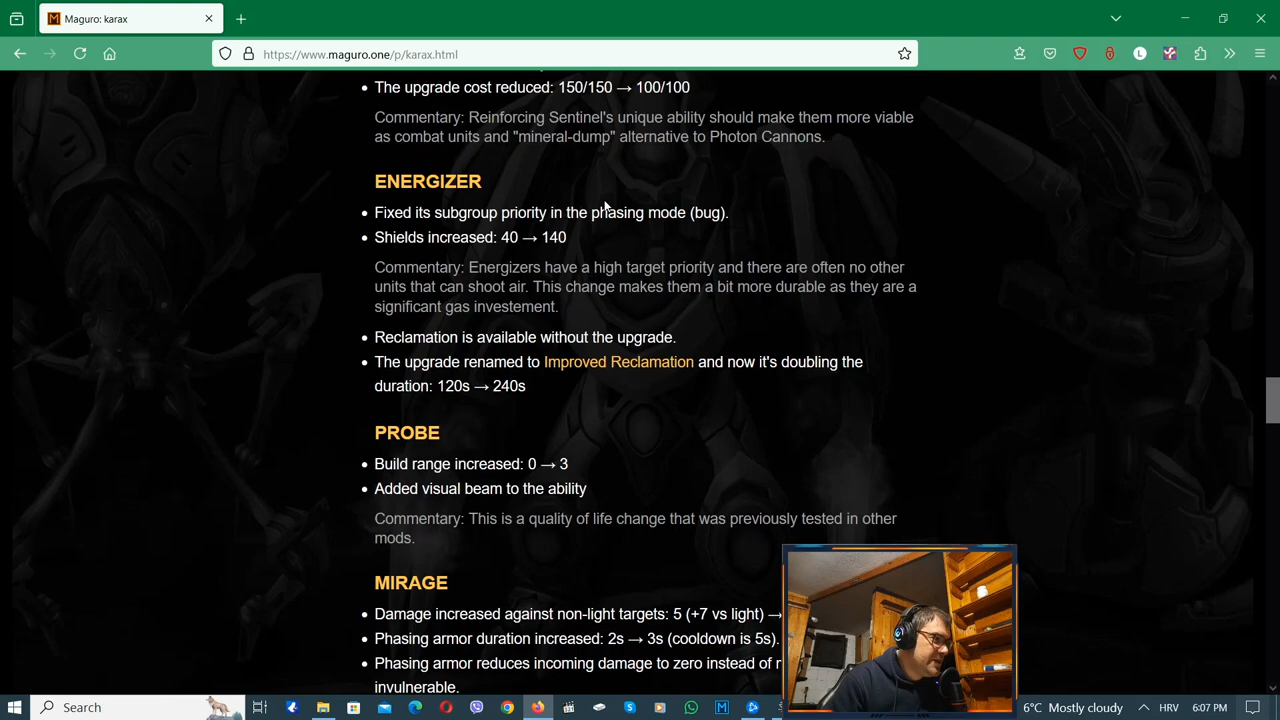 Maguro: karax
https://www.maguro.one/p/karax.html
The upgrade cost reduced: 150/150 → 100/100
Commentary: Reinforcing Sentinel's unique ability should make them more viable
as combat units and "mineral-dump" alternative to Photon Cannons.
ENERGIZER
Fixed its subgroup priority in the phasing mode (bug).
Shields increased: 40 → 140
Commentary: Energizers have a high target priority and there are often no other
units that can shoot air. This change makes them a bit more durable as they are a
significant gas investement.
Reclamation is available without the upgrade.
The upgrade renamed to Improved Reclamation and now it's doubling the
duration: 120s → 240s
PROBE
Build range increased: 0 → 3
Added visual beam to the ability
Commentary: This is a quality of life change that was previously tested in other
mods.
MIRAGE
Damage increased against non-light targets: 5 (+7 vs light) →
Phasing armor duration increased: 2s → 3s (cooldown is 5s).
Phasing armor reduces incoming damage to zero instead of
invulnerable.
Search
6°C Mostly cloudy
HRV
6:07 PM